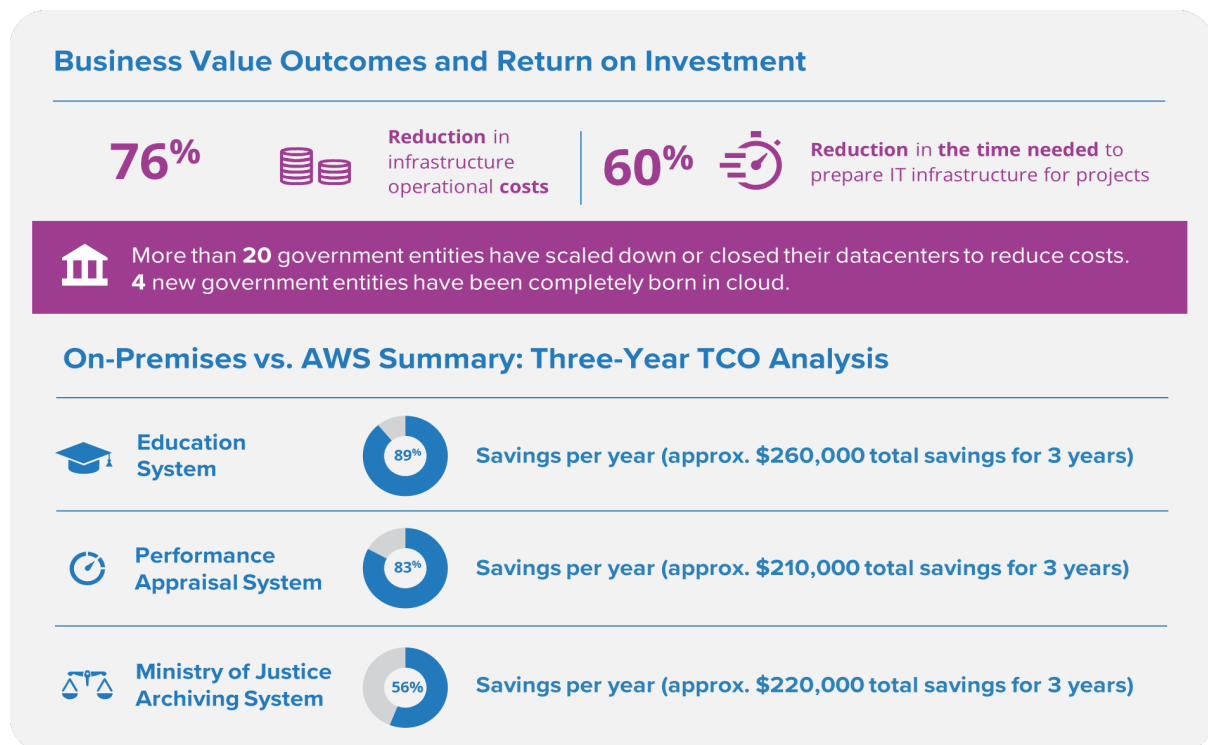 Business Value Outcomes and Return on Investment
76%
Reduction in
infrastructure
operational costs
60%
Reduction in the time needed to
prepare IT infrastructure for projects
More than 20 government entities have scaled down or closed their datacenters to reduce costs.
4 new government entities have been completely born in cloud.
On-Premises vs. AWS Summary: Three-Year TCO Analysis
Education
System
89%
Savings per year (approx. $260,000 total savings for 3 years)
Performance
Appraisal System
83%
Savings per year (approx. $210,000 total savings for 3 years)
Ministry of Justice
Archiving System
56%
Savings per year (approx. $220,000 total savings for 3 years)